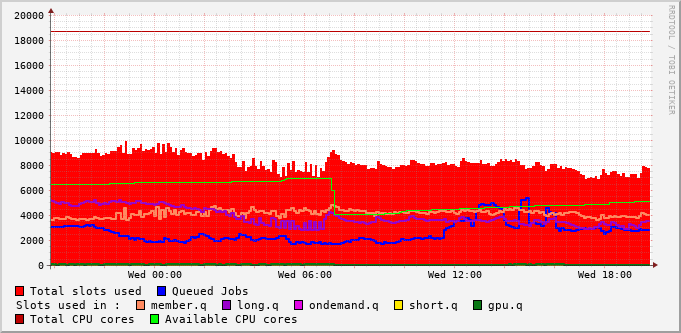 20000
18000
16000
14000
12000
10000
8000
6000
4000
2000
0
Wed 00:00 Wed 06:00 Wed 12:00 Wed 18:00
RRDTOOL / TOBI OETIKER
Total slots used Queued Jobs
Slots used in : member.q long.q ondemand.q short.q gpu.q
Total CPU cores Available CPU cores